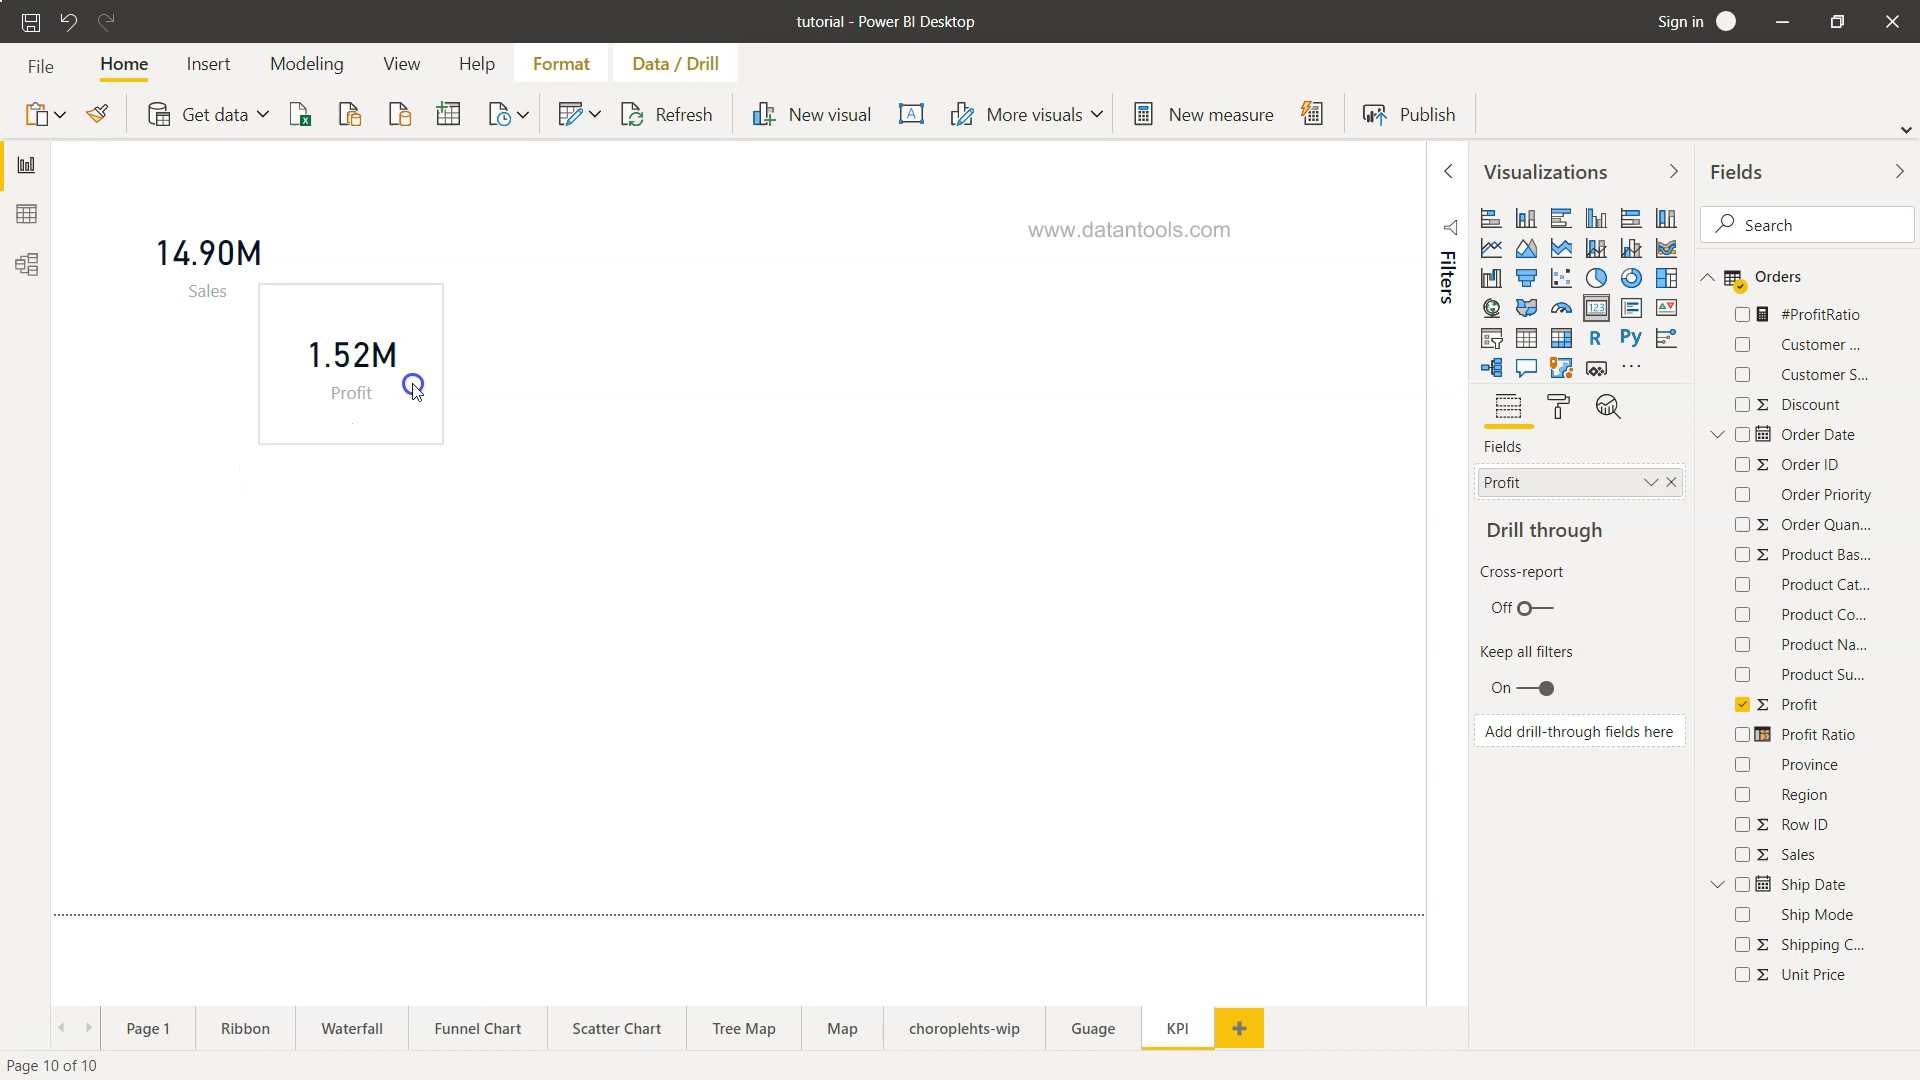 tutorial - Power BI Desktop
Sign in
File
Home
Insert
Modeling
View
Help
Format
Data / Drill
Get data
Refresh
New visual
More visuals
New measure
Publish
14.90M
Sales
1.52M
Profit
www.datantools.com
Filters
Visualizations
123
R
Py
Fields
Profit
Drill through
Cross-report
Off
Keep all filters
On
Add drill-through fields here
Fields
Search
Orders
#ProfitRatio
Customer ...
Customer S...
Σ Discount
Order Date
Σ Order ID
Order Priority
Σ Order Quan...
Σ Product Bas...
Product Cat...
Product Co...
Product Na...
Product Su...
Σ Profit
Profit Ratio
Province
Region
Σ Row ID
Σ Sales
Ship Date
Ship Mode
Σ Shipping C...
Σ Unit Price
Page 1
Ribbon
Waterfall
Funnel Chart
Scatter Chart
Tree Map
Map
choroplehts-wip
Guage
KPI
Page 10 of 10